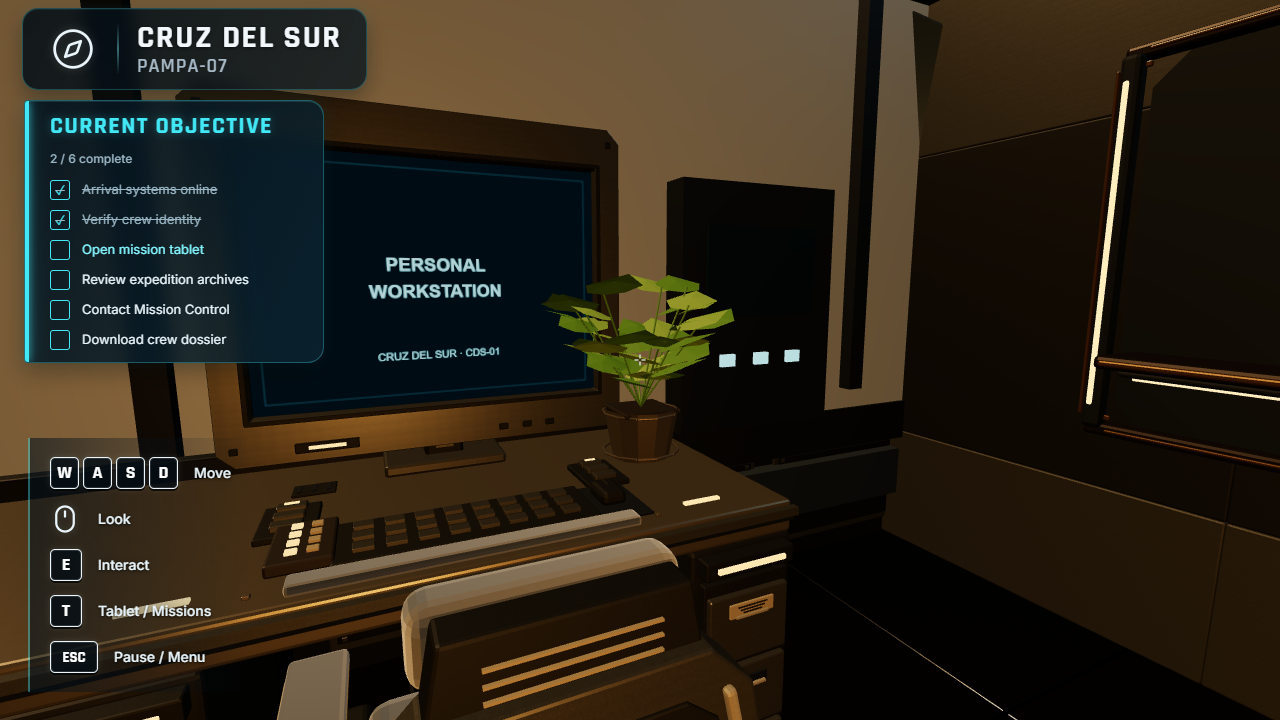 CRUZ DEL SUR
PAMPA-07
CURRENT OBJECTIVE
2 / 6 complete
Arrival systems online
Verify crew identity
Open mission tablet
Review expedition archives
Contact Mission Control
Download crew dossier
PERSONAL
WORKSTATION
CRUZ DEL SUR · CDS-01
W A S D Move
Look
E Interact
T Tablet / Missions
ESC Pause / Menu